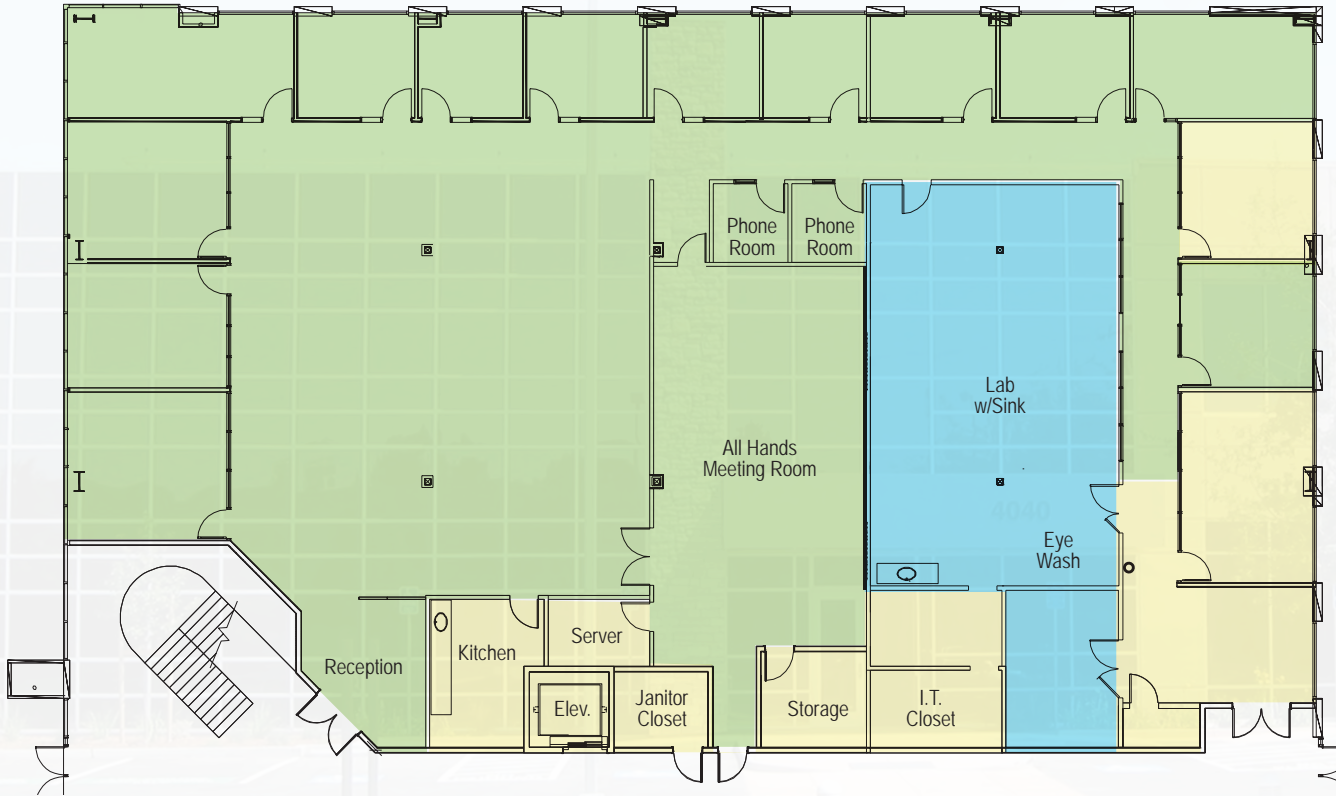 Phone
Room
Phone
Room
Lab
w/Sink
All Hands
Meeting Room
4040
Eye
Wash
Server
Kitchen
Reception
Elev.
Janitor
Closet
Storage
I.T.
Closet